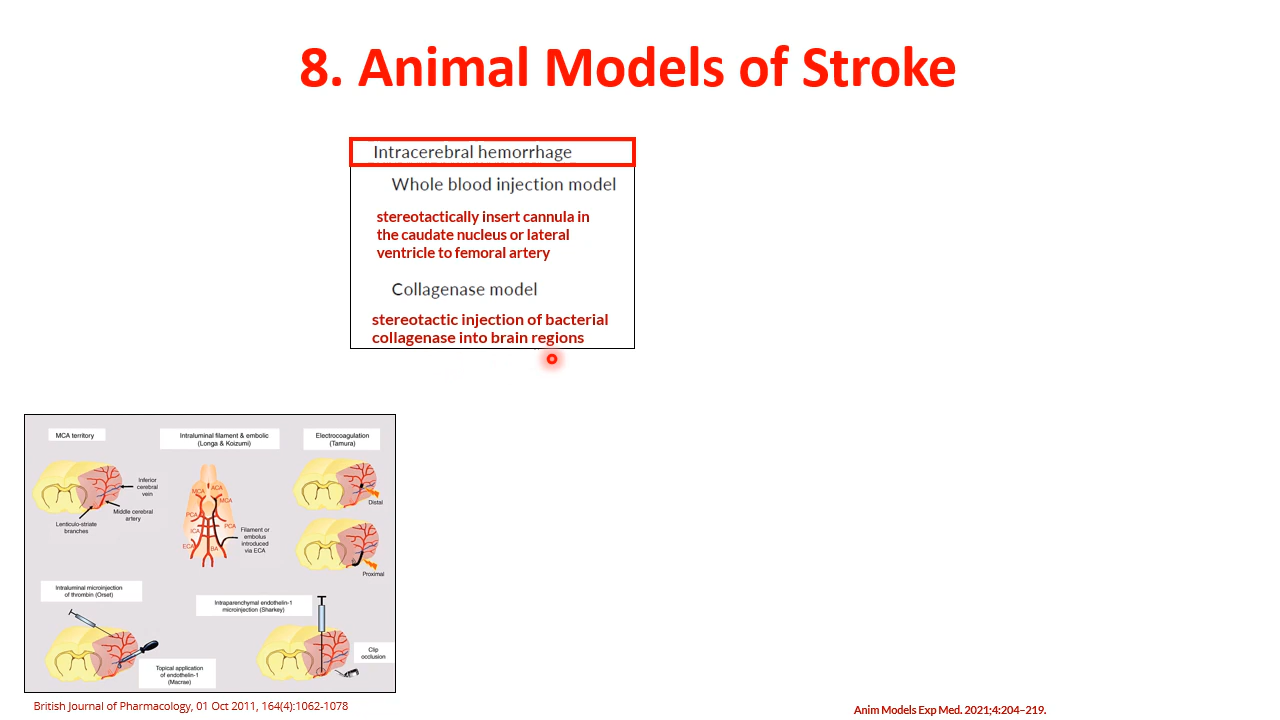 8. Animal Models of Stroke
Intracerebral hemorrhage
Whole blood injection model
stereotactically insert cannula in
the caudate nucleus or lateral
ventricle to femoral artery
Collagenase model
stereotactic injection of bacterial
collagenase into brain regions
MCA territory
Inferior
cerebral
vein
Middle cerebral
artery
Lenticulo-striate
branches
Intraluminal filament & embolic
(Longa & Koizumi)
MCA
ACA
MCA
PCA
PCA
ICA
ECA
BA
Filament or
embolus
introduced
via ECA
Electrocoagulation
(Tamura)
Distal
Proximal
Intraluminal microinjection
of thrombin (Orset)
Topical application
of endothelin-1
(Macrae)
Intraparenchymal endothelin-1
microinjection (Sharkey)
Clip
occlusion
British Journal of Pharmacology, 01 Oct 2011, 164(4):1062-1078
Anim Models Exp Med. 2021;4:204–219.